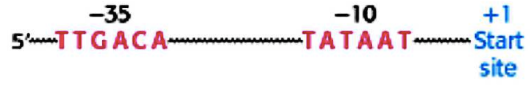 −35 −10 +1
5′ TTGACA TATAAT Start
site